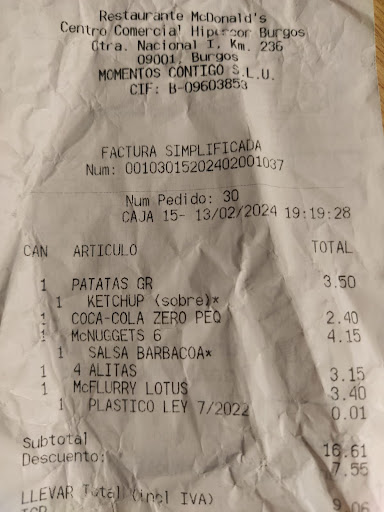 Restaurante McDonald's
Centro Comercial Hipercor Burgos
Ctra. Nacional I, Km. 236
09001, Burgos
MOMENTOS CONTIGO S.L.U.
CIF: B-09603853
FACTURA SIMPLIFICADA
Num: 00103015202402001037
Num Pedido: 30
CAJA 15- 13/02/2024 19:19:28
CAN ARTICULO TOTAL
1 PATATAS GR 3.50
1 KETCHUP (sobre)*
1 COCA-COLA ZERO PEQ 2.40
1 McNUGGETS 6 4.15
1 SALSA BARBACOA*
1 4 ALITAS 3.15
1 McFLURRY LOTUS 3.40
1 PLASTICO LEY 7/2022 0.01
Subtotal 16.61
Descuento: 7.55
LLEVAR Total (incl IVA) 9.06